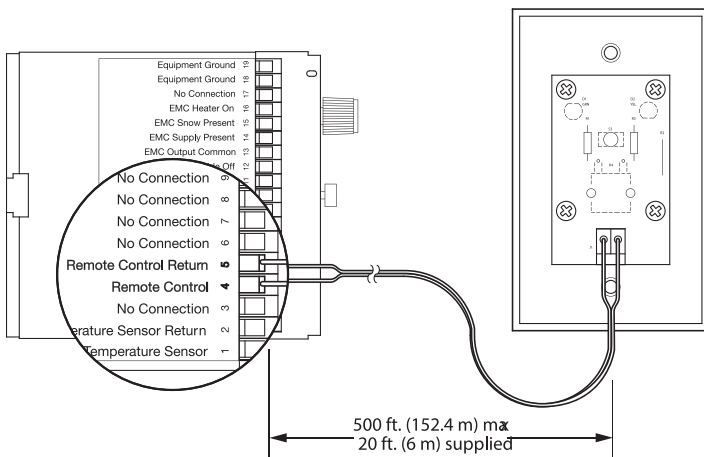 Equipment Ground 19
Equipment Ground 18
No Connection 17
EMC Heater On 16
EMC Snow Present 15
EMC Supply Present 14
EMC Output Common 13
Off 12
11
No Connection 9
No Connection 8
No Connection 7
No Connection 6
Remote Control Return 5
Remote Control 4
No Connection 3
erature Sensor Return 2
Temperature Sensor 1
500 ft. (152.4 m) max
20 ft. (6 m) supplied